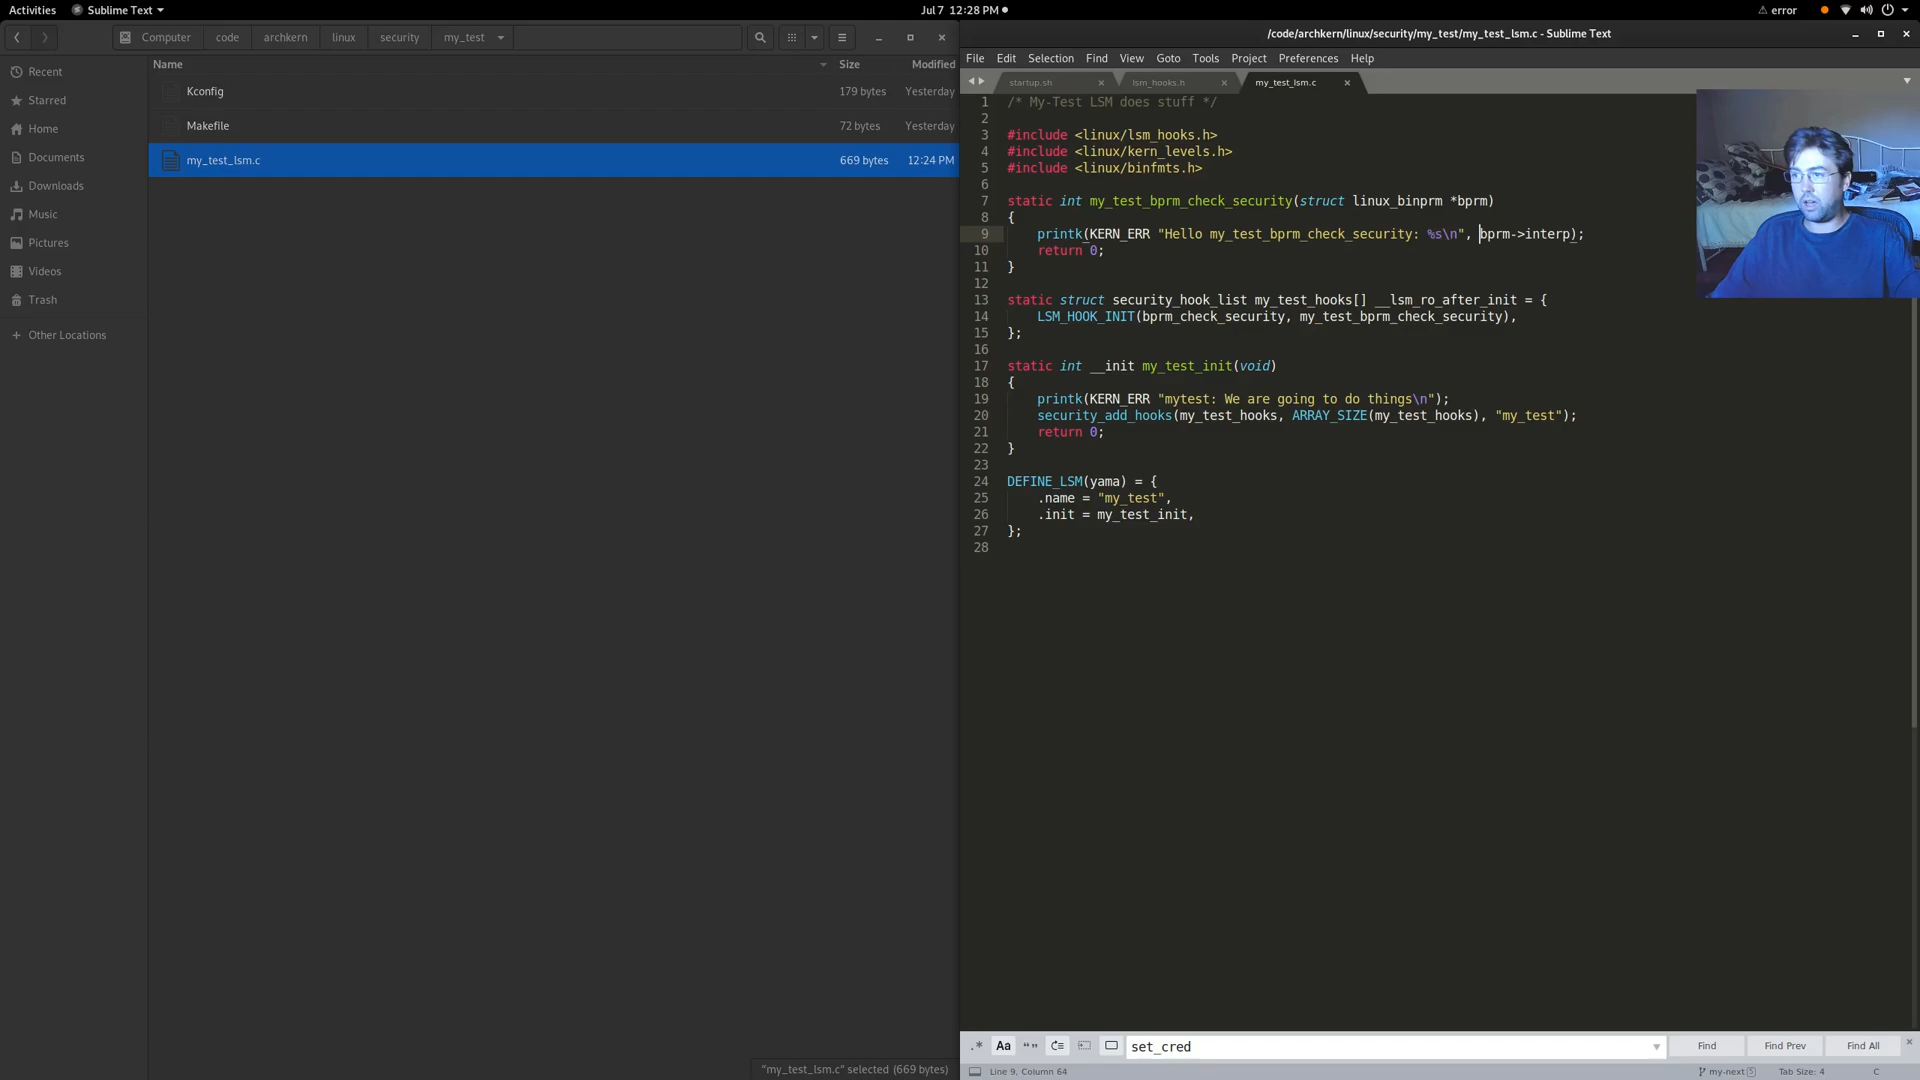 Activities
Sublime Text
Jul 7 12:28 PM
error
Computer
code
archkern
linux
security
my_test
Recent
Starred
Home
Documents
Downloads
Music
Pictures
Videos
Trash
+ Other Locations
Name Size Modified
Kconfig 179 bytes Yesterday
Makefile 72 bytes Yesterday
my_test_lsm.c 669 bytes 12:24 PM
"my_test_lsm.c" selected (669 bytes)
/code/archkern/linux/security/my_test/my_test_lsm.c - Sublime Text
File Edit Selection Find View Goto Tools Project Preferences Help
startup.sh
lsm_hooks.h
my_test_lsm.c
1 /* My-Test LSM does stuff */
2
3 #include <linux/lsm_hooks.h>
4 #include <linux/kern_levels.h>
5 #include <linux/binfmts.h>
6
7 static int my_test_bprm_check_security(struct linux_binprm *bprm)
8 {
9 printk(KERN_ERR "Hello my_test_bprm_check_security: %s\n", bprm->interp);
10 return 0;
11 }
12
13 static struct security_hook_list my_test_hooks[] __lsm_ro_after_init = {
14 LSM_HOOK_INIT(bprm_check_security, my_test_bprm_check_security),
15 };
16
17 static int __init my_test_init(void)
18 {
19 printk(KERN_ERR "mytest: We are going to do things\n");
20 security_add_hooks(my_test_hooks, ARRAY_SIZE(my_test_hooks), "my_test");
21 return 0;
22 }
23
24 DEFINE_LSM(yama) = {
25 .name = "my_test",
26 .init = my_test_init,
27 };
28
.* Aa “” set_cred Find Find Prev Find All
Line 9, Column 64
my-next 5 Tab Size: 4 C